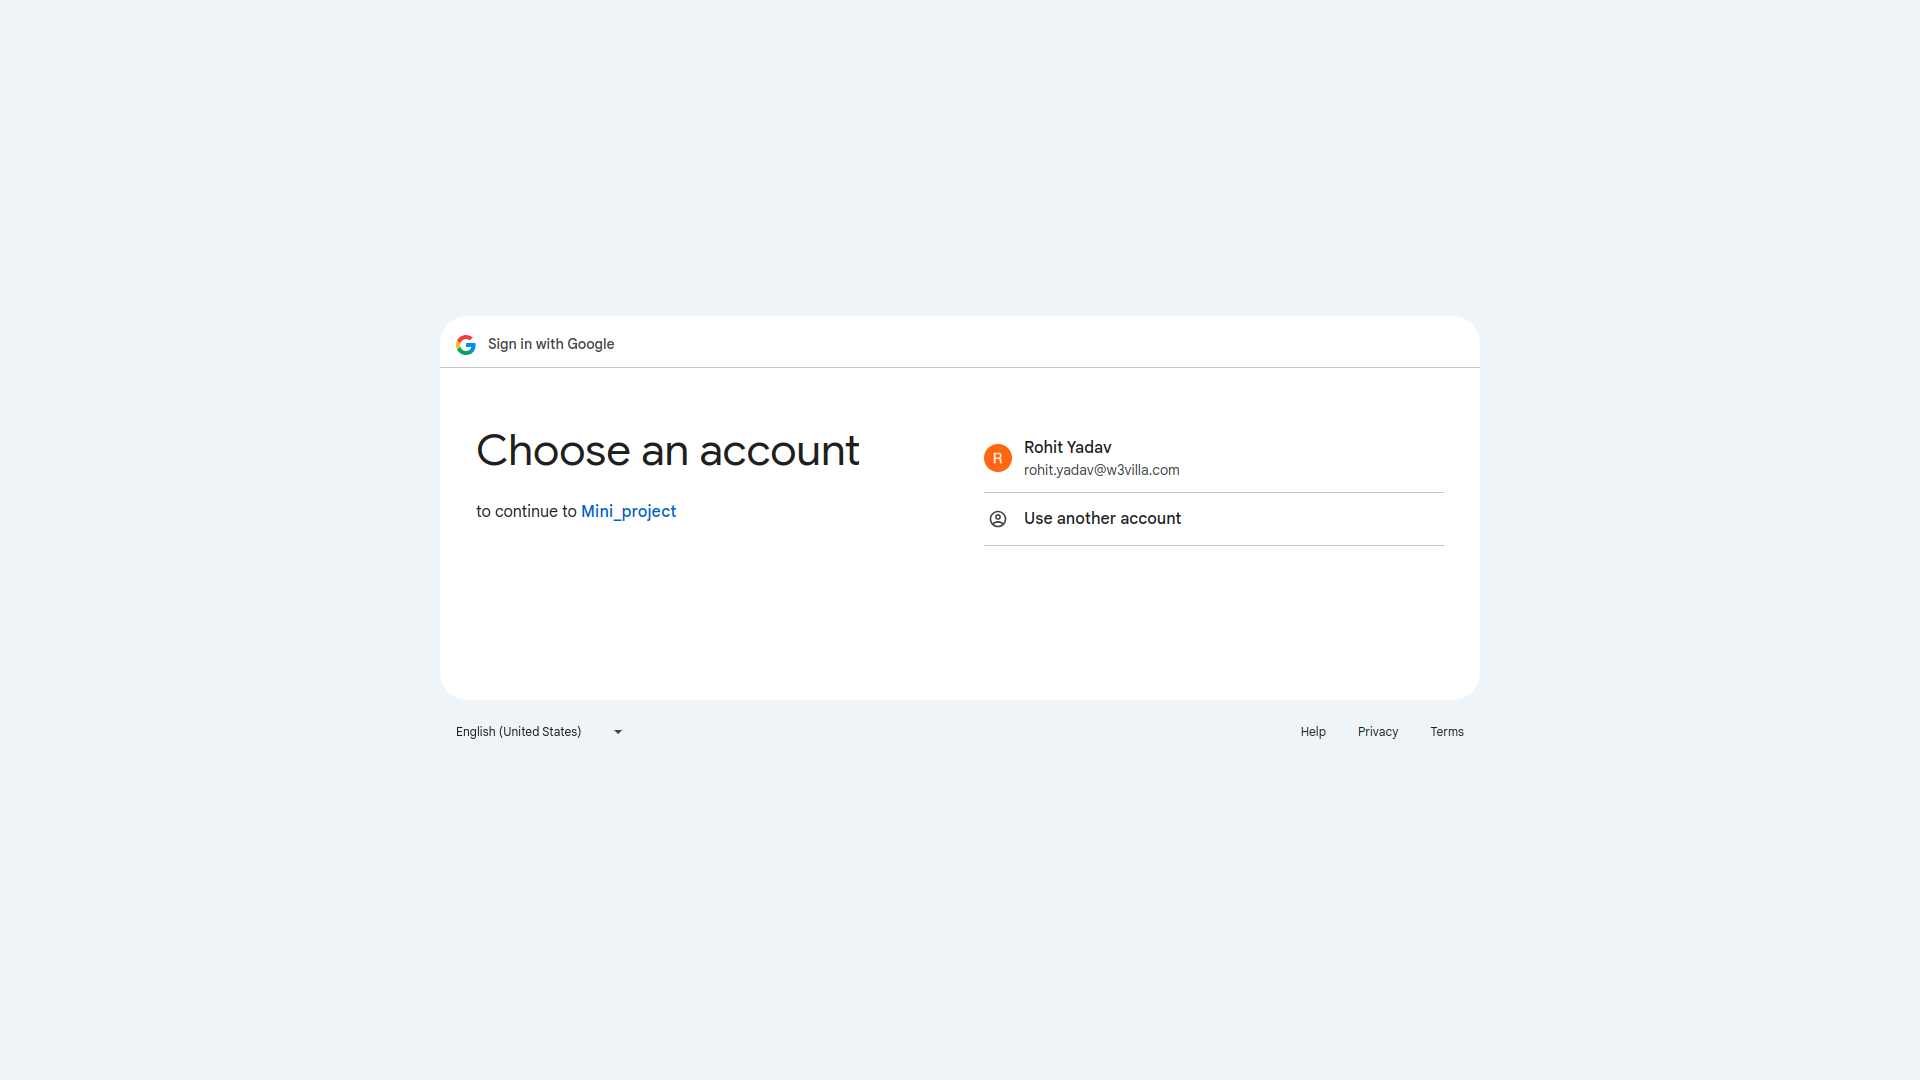 Sign in with Google
Choose an account
to continue to Mini_project
R
Rohit Yadav
rohit.yadav@w3villa.com
Use another account
English (United States)
Help
Privacy
Terms